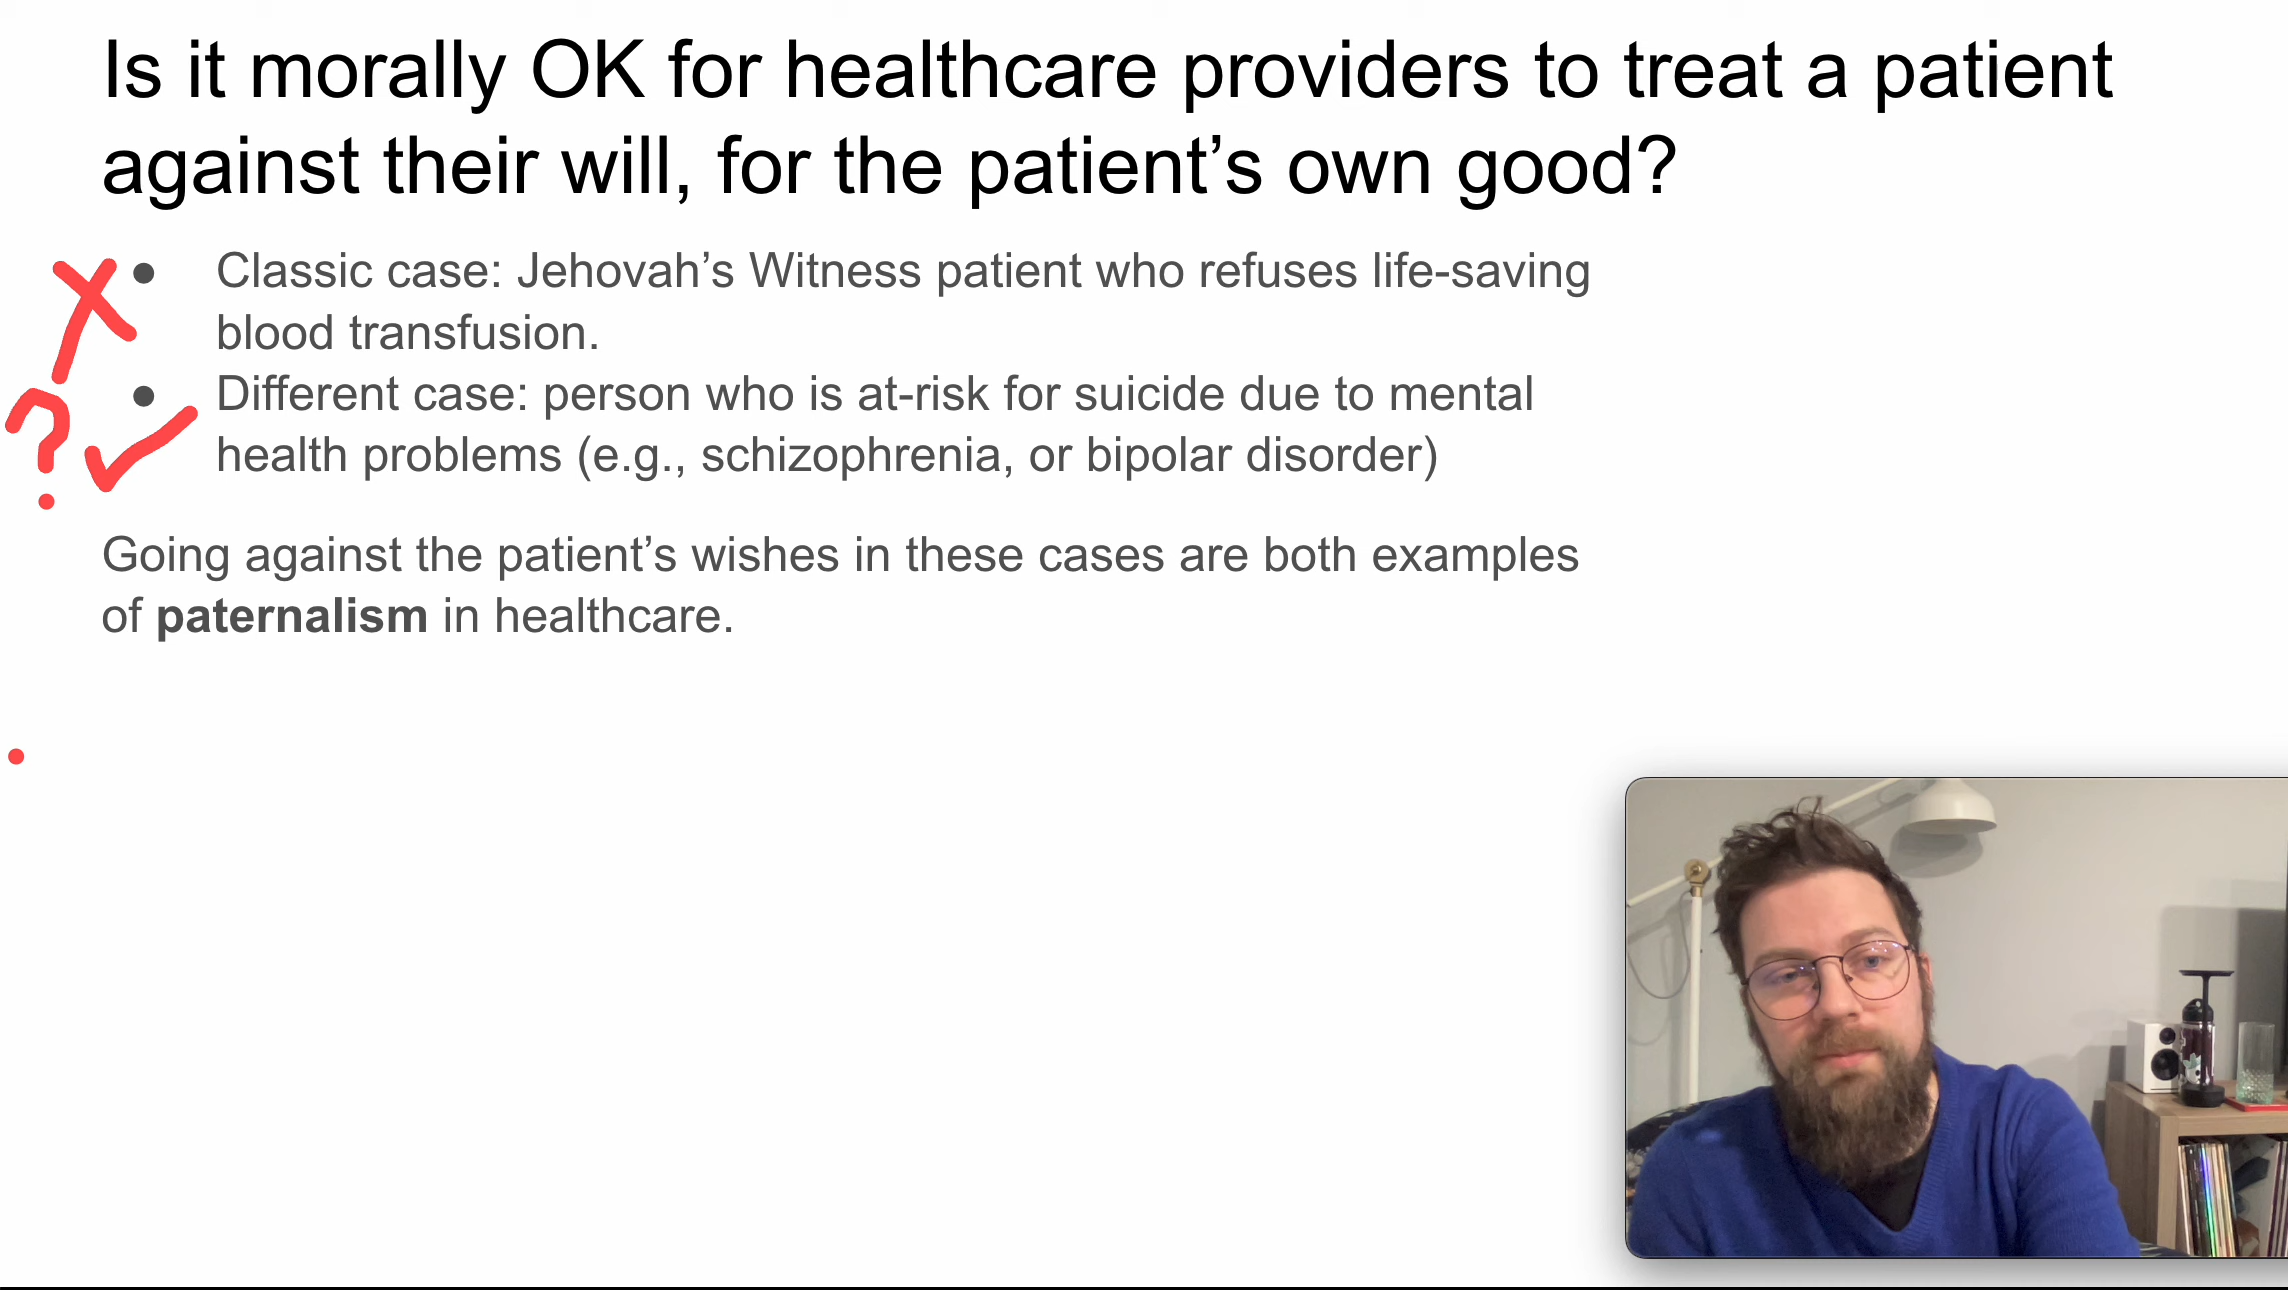 Is it morally OK for healthcare providers to treat a patient
against their will, for the patient’s own good?
● Classic case: Jehovah’s Witness patient who refuses life-saving
blood transfusion.
● Different case: person who is at-risk for suicide due to mental
health problems (e.g., schizophrenia, or bipolar disorder)
?
Going against the patient’s wishes in these cases are both examples
of paternalism in healthcare.